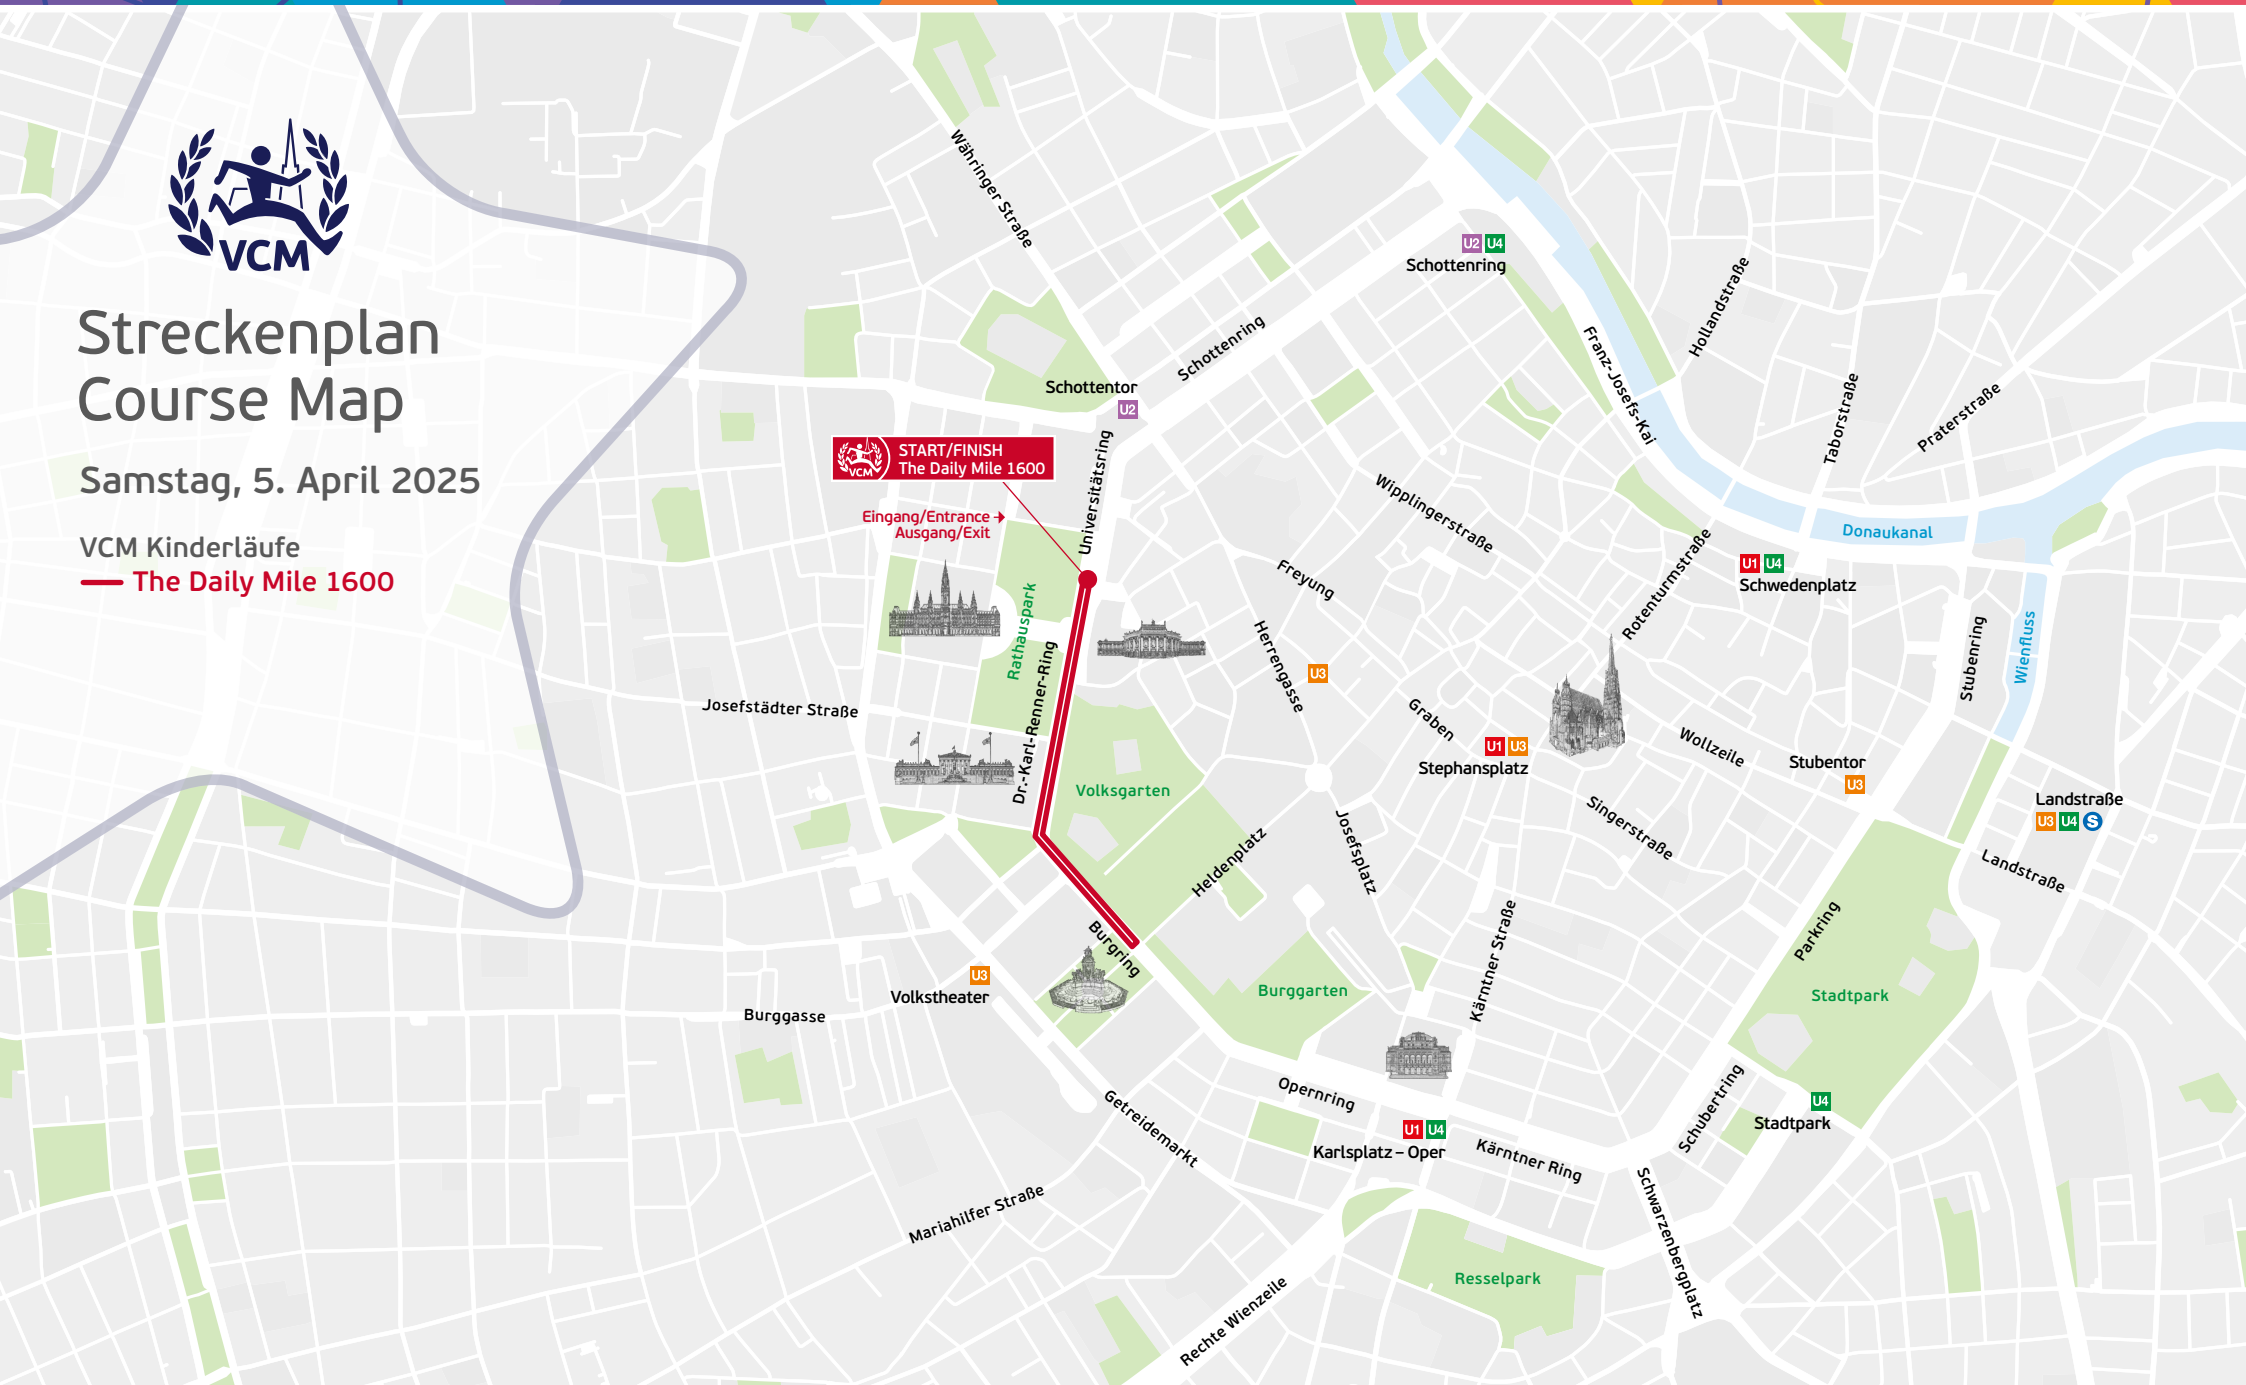 VCM
Streckenplan
Course Map
Samstag, 5. April 2025
VCM Kinderläufe
The Daily Mile 1600
Währinger Straße
U2 U4
Schottenring
Schottenring
Schottentor
U2
VCM
START/FINISH
The Daily Mile 1600
Eingang/Entrance
Ausgang/Exit
Universitätsring
Rathauspark
Dr.-Karl-Renner-Ring
Josefstädter Straße
Volksgarten
Heldenplatz
Burgring
U3
Volkstheater
Burggasse
Burggarten
Getreidemarkt
Mariahilfer Straße
Rechte Wienzeile
Opernring
U1 U4
Karlsplatz – Oper
Kärntner Ring
Kärntner Straße
Resselpark
Schwarzenbergplatz
Schubertring
U4
Stadtpark
Stadtpark
Parkring
Landstraße
U3 U4 S
Landstraße
Stubentor
U3
Stubenring
Wienfluss
Wollzeile
Singerstraße
U1 U3
Stephansplatz
Graben
Josefsplatz
U3
Herrengasse
Freyung
Wipplingerstraße
Rotenturmstraße
U1 U4
Schwedenplatz
Donaukanal
Franz-Josefs-Kai
Hollandstraße
Taborstraße
Praterstraße